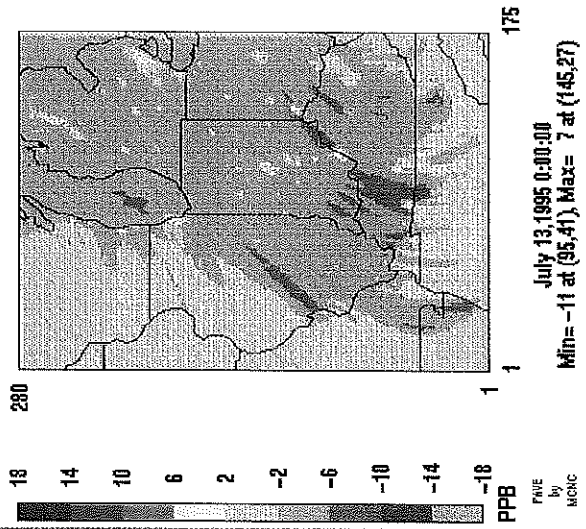 280
18
14
10
6
2
-2
-6
-10
-14
-18
PPB
PAVE
by
MCNC
1
1
175
July 13,1995 0:00:00
Min= -11 at (95,41), Max= 7 at (145,27)